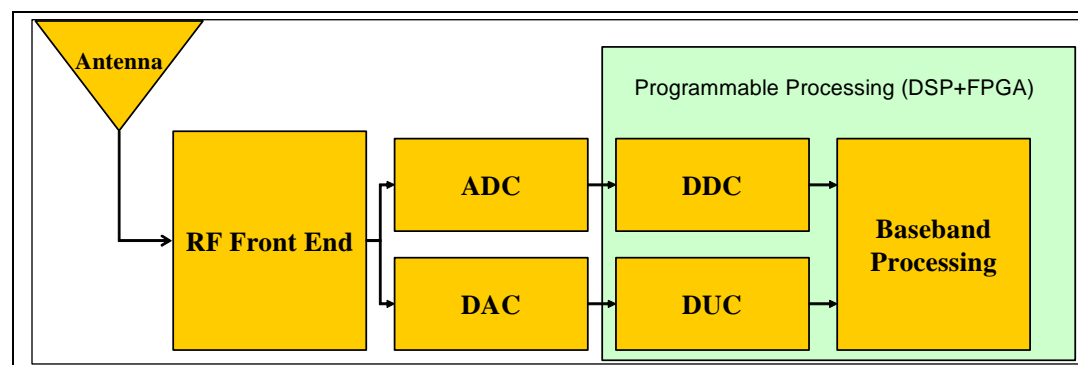 Antenna
Programmable Processing (DSP+FPGA)
RF Front End
ADC
DDC
DAC
DUC
Baseband
Processing